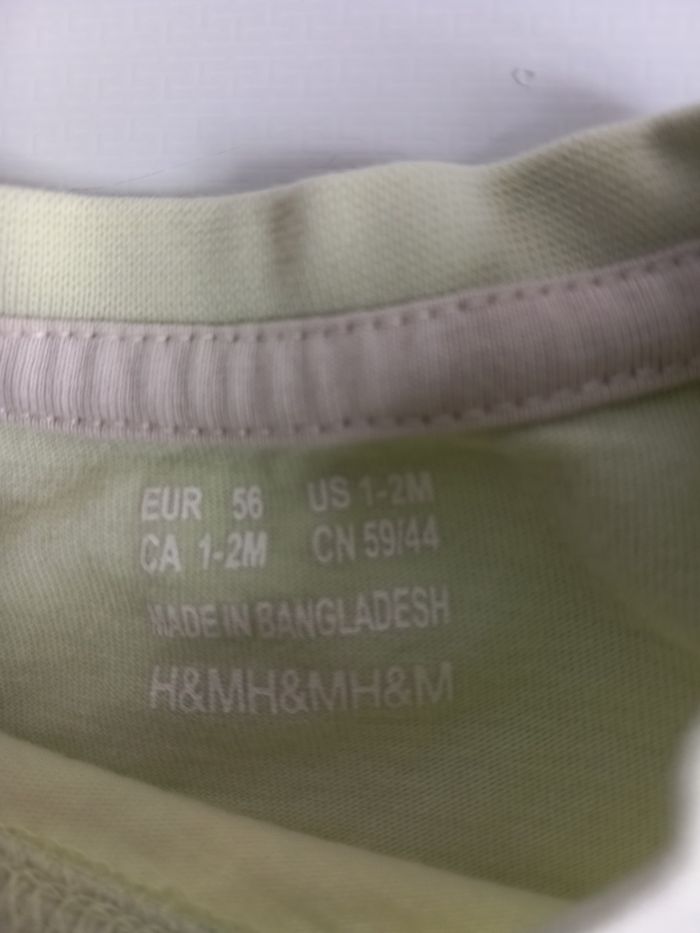 EUR 56 US 1-2M
CA 1-2M CN 59/44
MADE IN BANGLADESH
H&MH&MH&M